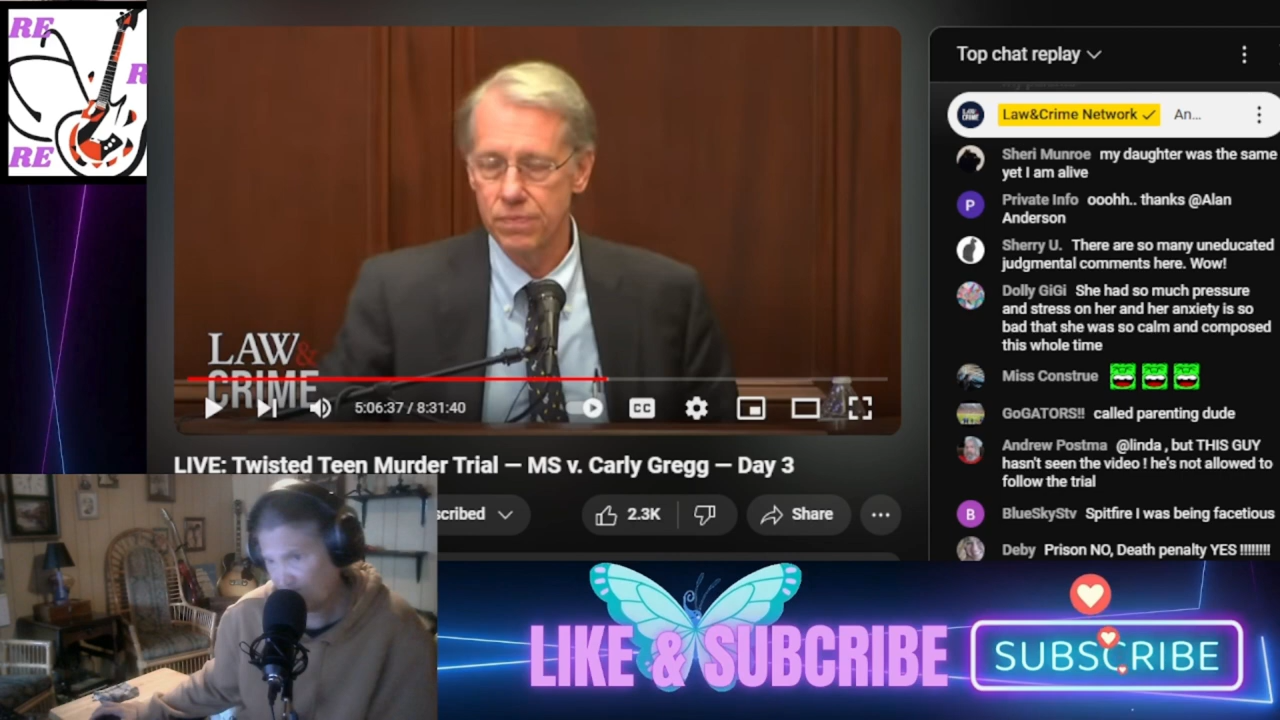 RE
R
RE
LAW&
CRIME
5:06:37 / 8:31:40
CC
LIVE: Twisted Teen Murder Trial — MS v. Carly Gregg — Day 3
scribed
2.3K
Share
Top chat replay
LAW&
CRIME
Law&Crime Network
An...
Sheri Munroe my daughter was the same
yet I am alive
P
Private Info ooohh.. thanks @Alan
Anderson
Sherry U. There are so many uneducated
judgmental comments here. Wow!
Dolly GiGi She had so much pressure
and stress on her and her anxiety is so
bad that she was so calm and composed
this whole time
Miss Construe
GoGATORS!! called parenting dude
Andrew Postma @linda , but THIS GUY
hasn't seen the video ! he's not allowed to
follow the trial
B
BlueSkyStv Spitfire I was being facetious
Deby Prison NO, Death penalty YES !!!!!!!!
LIKE & SUBCRIBE
SUBSCRIBE